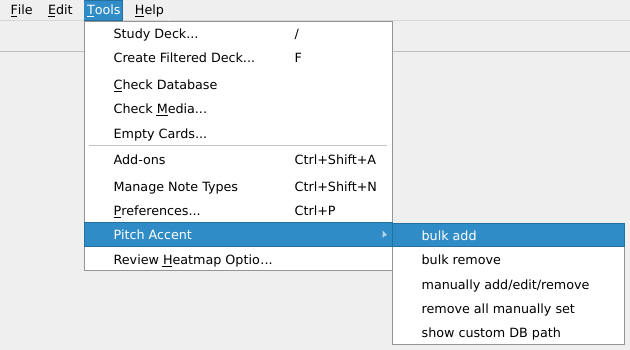 File Edit Tools Help
Study Deck... /
Create Filtered Deck... F
Check Database
Check Media...
Empty Cards...
Add-ons Ctrl+Shift+A
Manage Note Types Ctrl+Shift+N
Preferences... Ctrl+P
Pitch Accent
Review Heatmap Optio...
bulk add
bulk remove
manually add/edit/remove
remove all manually set
show custom DB path